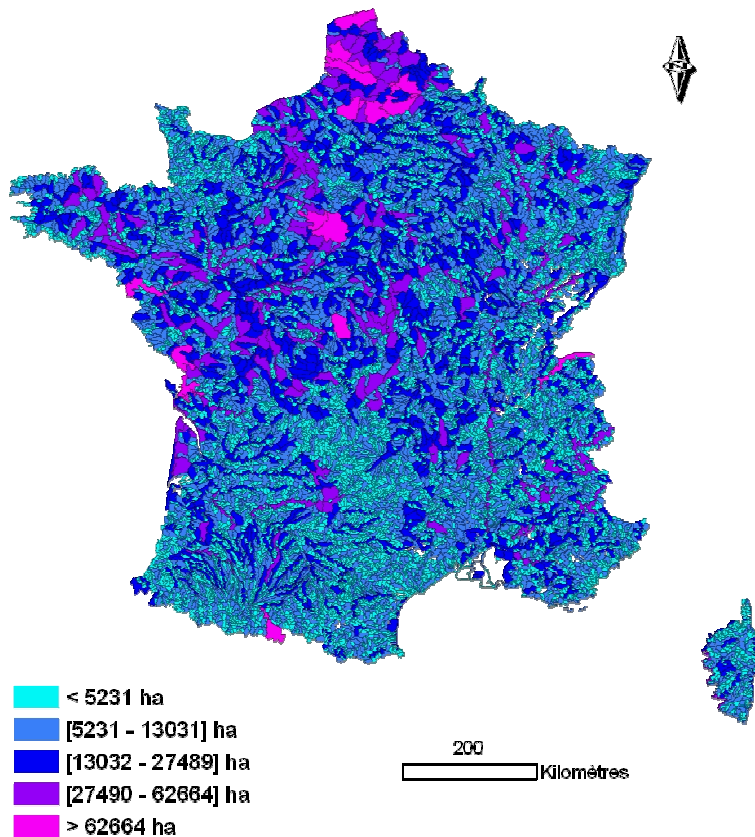 N
< 5231 ha
[5231 - 13031] ha
[13032 - 27489] ha
[27490 - 62664] ha
> 62664 ha
200
Kilomètres